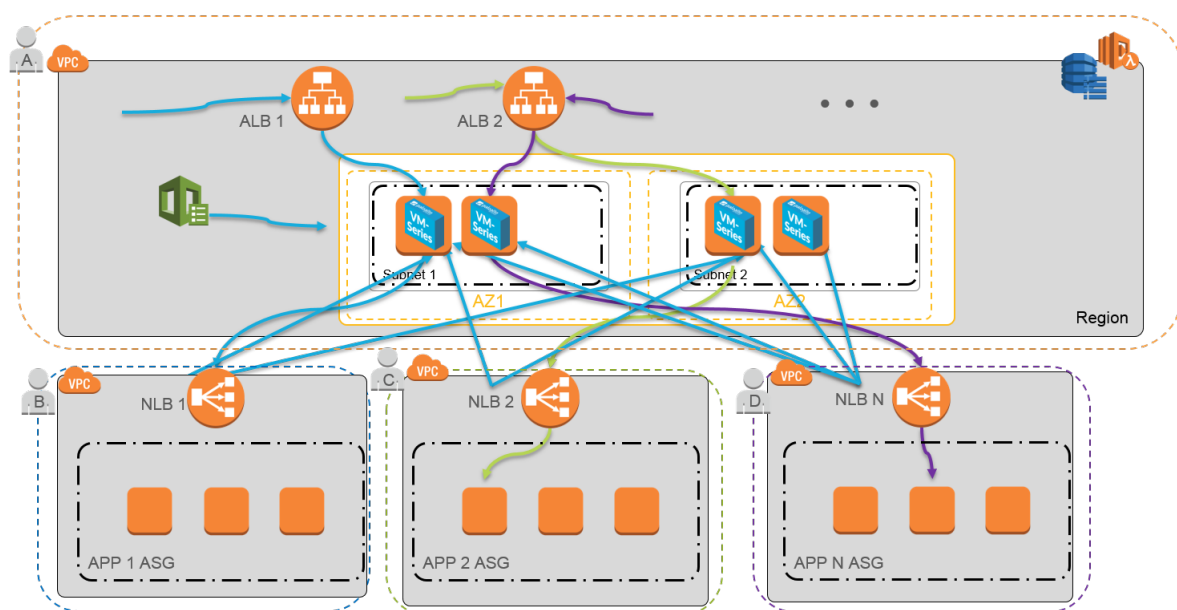 A
VPC
λ
ALB 1
ALB 2
VM-
Series
VM-
Series
VM-
Series
VM-
Series
Subnet 1
Subnet 2
AZ1
AZ2
Region
B
VPC
C
VPC
D
VPC
NLB 1
NLB 2
NLB N
APP 1 ASG
APP 2 ASG
APP N ASG